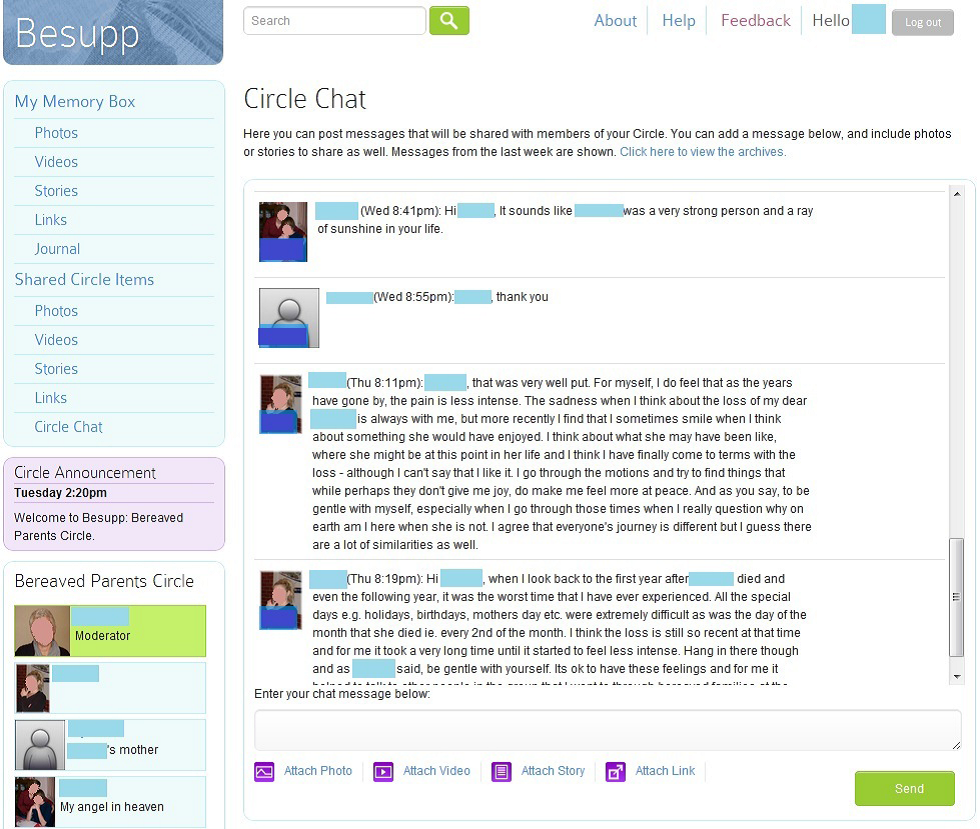 Besupp
Search
About
Help
Feedback
Hello
Log out
My Memory Box
Photos
Videos
Stories
Links
Journal
Shared Circle Items
Photos
Videos
Stories
Links
Circle Chat
Circle Announcement
Tuesday 2:20pm
Welcome to Besupp: Bereaved
Parents Circle.
Bereaved Parents Circle
Moderator
's mother
My angel in heaven
Circle Chat
Here you can post messages that will be shared with members of your Circle. You can add a message below, and include photos
or stories to share as well. Messages from the last week are shown. Click here to view the archives.
(Wed 8:41pm): Hi , It sounds like was a very strong person and a ray
of sunshine in your life.
(Wed 8:55pm): , thank you
(Thu 8:11pm): , that was very well put. For myself, I do feel that as the years
have gone by, the pain is less intense. The sadness when I think about the loss of my dear
is always with me, but more recently I find that I sometimes smile when I think
about something she would have enjoyed. I think about what she may have been like,
where she might be at this point in her life and I think I have finally come to terms with the
loss - although I can't say that I like it. I go through the motions and try to find things that
while perhaps they don't give me joy, do make me feel more at peace. And as you say, to be
gentle with myself, especially when I go through those times when I really question why on
earth am I here when she is not. I agree that everyone's journey is different but I guess there
are a lot of similarities as well.
(Thu 8:19pm): Hi , when I look back to the first year after died and
even the following year, it was the worst time that I have ever experienced. All the special
days e.g. holidays, birthdays, mothers day etc. were extremely difficult as was the day of the
month that she died ie. every 2nd of the month. I think the loss is still so recent at that time
and for me it took a very long time until it started to feel less intense. Hang in there though
and as said, be gentle with yourself. Its ok to have these feelings and for me it
Enter your chat message below:
Attach Photo
Attach Video
Attach Story
Attach Link
Send